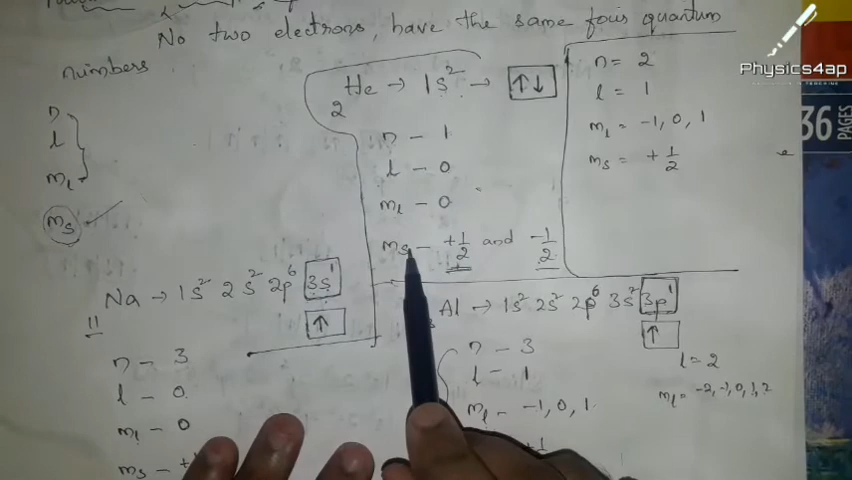 No two electrons, have the same four quantum
numbers
n
l
mₗ
mₛ
₂He → 1s² → ↑↓
n - 1
l - 0
mₗ - 0
mₛ - +1/2 and -1/2
n = 2
l = 1
mₗ = -1, 0, 1
mₛ = +1/2
Na → 1s² 2s² 2p⁶ 3s¹
11
↑
n - 3
l - 0
mₗ - 0
mₛ - +
Al → 1s² 2s² 2p⁶ 3s² 3p¹
↑
n - 3
l - 1
mₗ - -1, 0, 1
l = 2
mₗ = -2, -1, 0, 1, 2
Physics4ap
36
PAGES